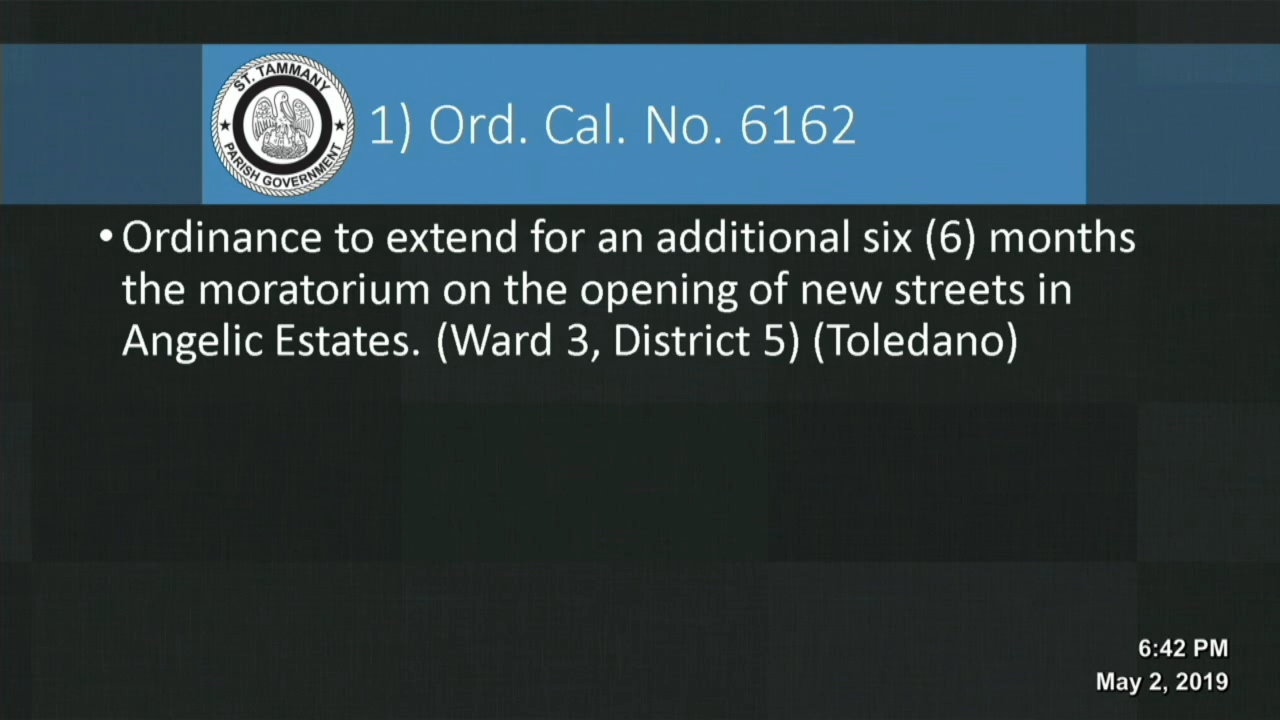 ST. TAMMANY
PARISH GOVERNMENT
1) Ord. Cal. No. 6162
• Ordinance to extend for an additional six (6) months
the moratorium on the opening of new streets in
Angelic Estates. (Ward 3, District 5) (Toledano)
6:42 PM
May 2, 2019